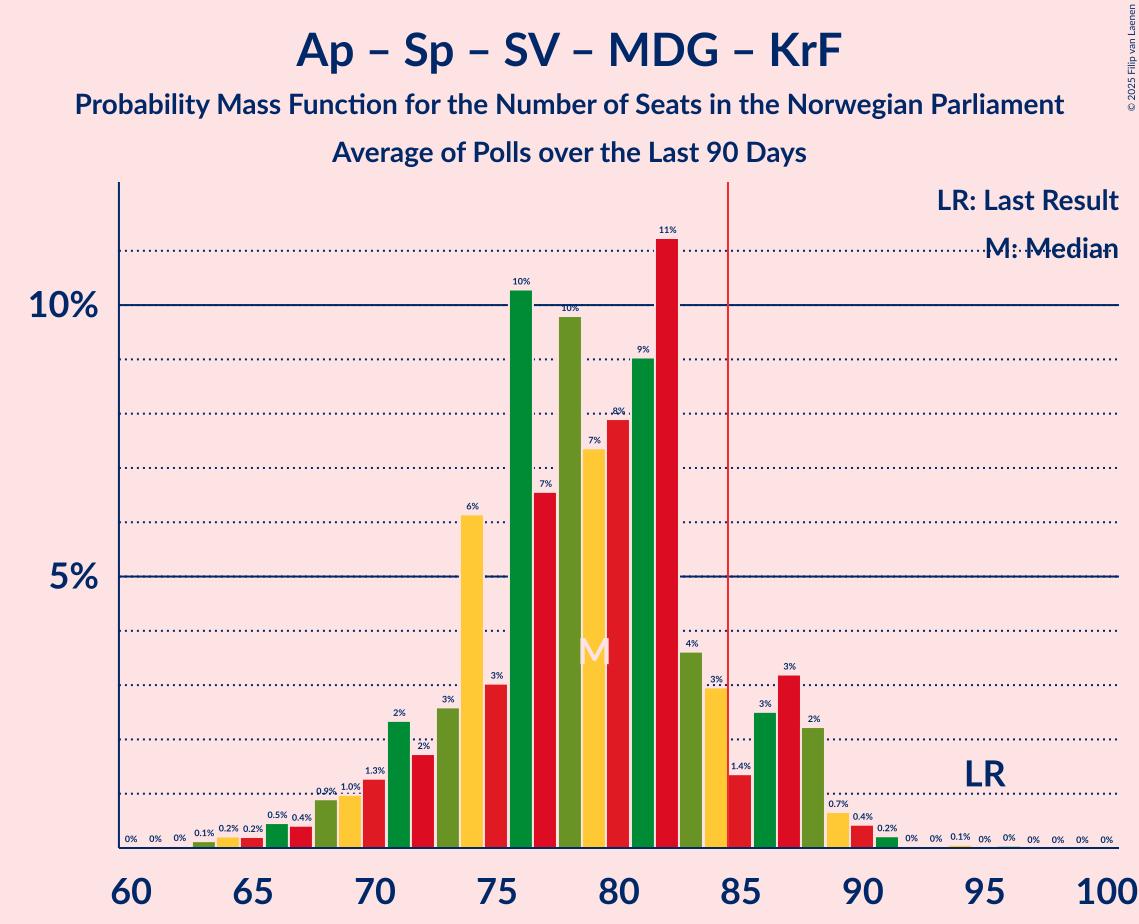 Ap – Sp – SV – MDG – KrF
Probability Mass Function for the Number of Seats in the Norwegian Parliament
Average of Polls over the Last 90 Days
© 2025 Filip van Laenen
LR: Last Result
M: Median
10%
5%
0% 0% 0% 0.1% 0.2% 0.2% 0.5% 0.4% 0.9% 1.0% 1.3% 2% 2% 3% 6% 3% 10% 7% 10% 7% 8% 9% 11% 4% 3% 1.4% 3% 3% 2% 0.7% 0.4% 0.2% 0% 0% 0.1% 0% 0% 0% 0% 0% 0%
M
LR
60 65 70 75 80 85 90 95 100